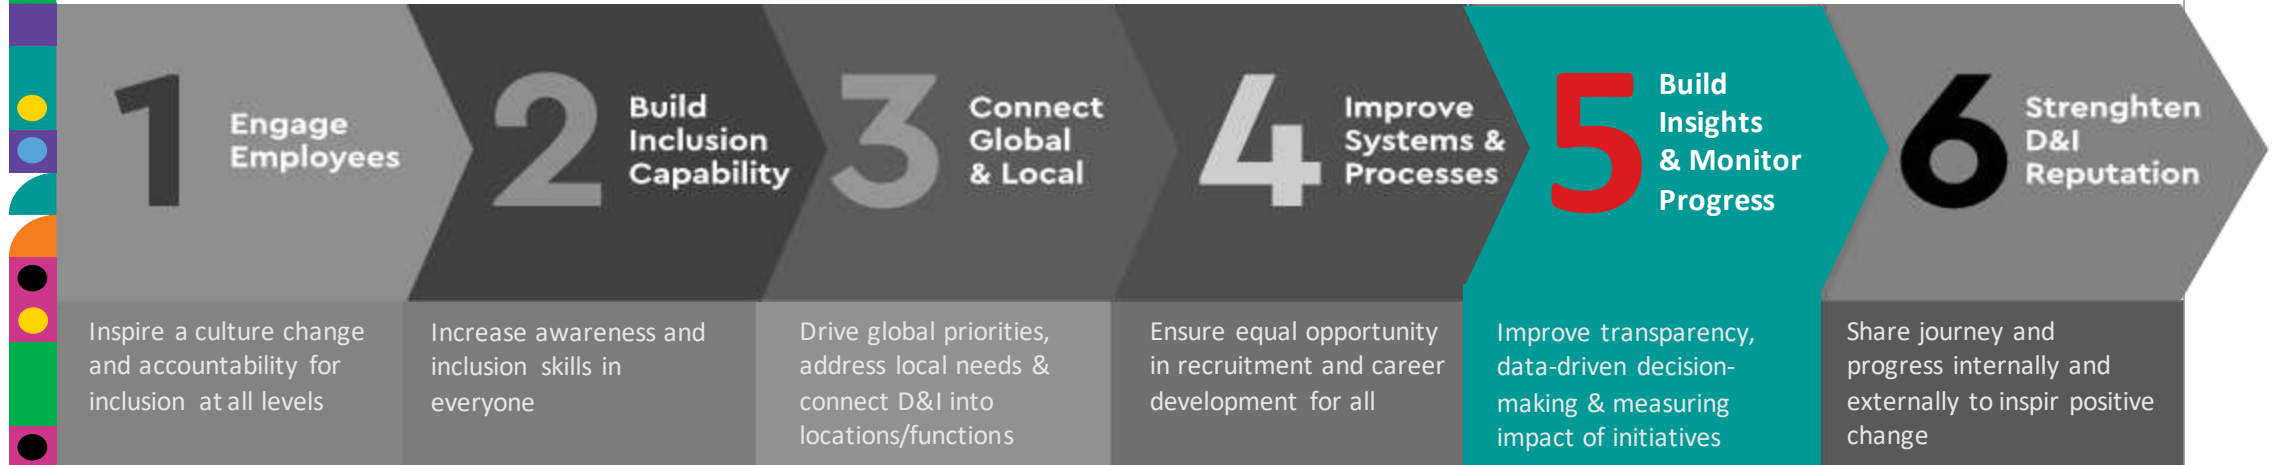 1
Engage
Employees
Inspire a culture change
and accountability for
inclusion at all levels
2
Build
Inclusion
Capability
Increase awareness and
inclusion skills in
everyone
3
Connect
Global
& Local
Drive global priorities,
address local needs &
connect D&I into
locations/functions
4
Improve
Systems &
Processes
Ensure equal opportunity
in recruitment and career
development for all
5
Build
Insights
& Monitor
Progress
Improve transparency,
data-driven decision-
making & measuring
impact of initiatives
6
Strenghten
D&I
Reputation
Share journey and
progress internally and
externally to inspir positive
change